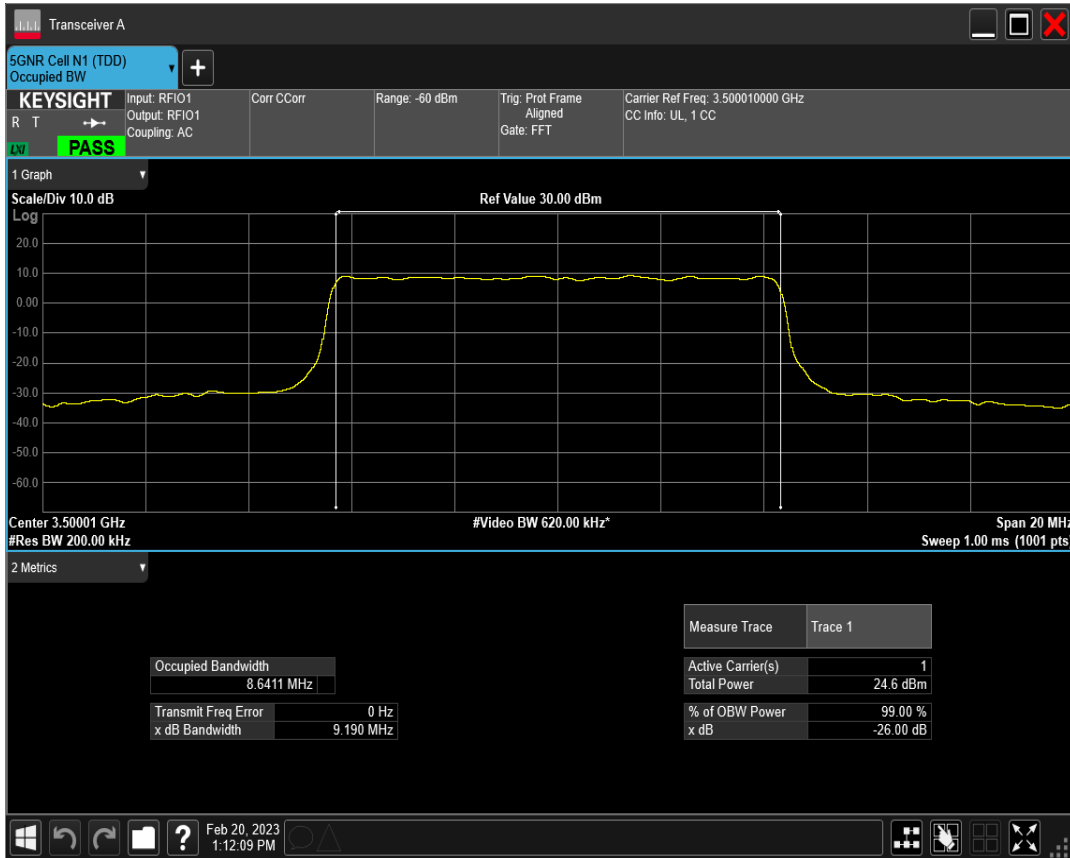 Transceiver A
5GNR Cell N1 (TDD)
Occupied BW
+
KEYSIGHT
R T
LXI
PASS
Input: RFIO1
Output: RFIO1
Coupling: AC
Corr CCorr
Range: -60 dBm
Trig: Prot Frame
Aligned
Gate: FFT
Carrier Ref Freq: 3.500010000 GHz
CC Info: UL, 1 CC
1 Graph
Scale/Div 10.0 dB
Ref Value 30.00 dBm
Log
20.0
10.0
0.00
-10.0
-20.0
-30.0
-40.0
-50.0
-60.0
Center 3.50001 GHz
#Video BW 620.00 kHz*
Span 20 MHz
#Res BW 200.00 kHz
Sweep 1.00 ms (1001 pts)
2 Metrics
Measure Trace Trace 1
Occupied Bandwidth
8.6411 MHz
Active Carrier(s) 1
Total Power 24.6 dBm
Transmit Freq Error 0 Hz
x dB Bandwidth 9.190 MHz
% of OBW Power 99.00 %
x dB -26.00 dB
?
Feb 20, 2023
1:12:09 PM